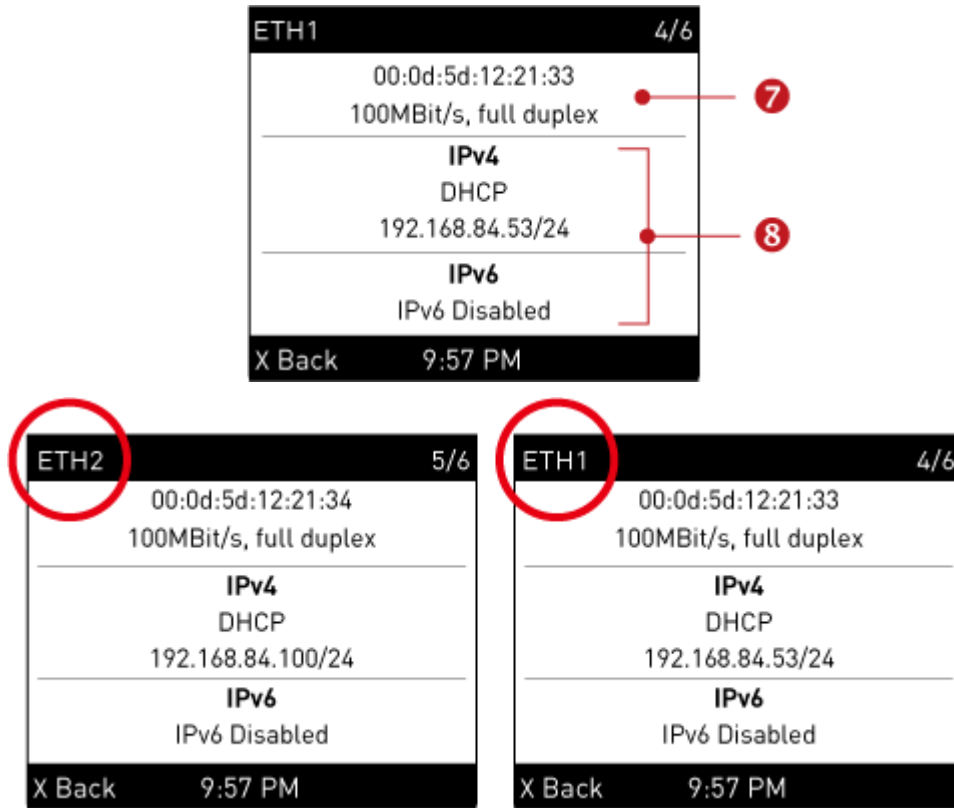 ETH1 4/6
00:0d:5d:12:21:33
100MBit/s, full duplex
7
IPv4
DHCP
192.168.84.53/24
8
IPv6
IPv6 Disabled
X Back 9:57 PM
ETH2 5/6
00:0d:5d:12:21:34
100MBit/s, full duplex
IPv4
DHCP
192.168.84.100/24
IPv6
IPv6 Disabled
X Back 9:57 PM
ETH1 4/6
00:0d:5d:12:21:33
100MBit/s, full duplex
IPv4
DHCP
192.168.84.53/24
IPv6
IPv6 Disabled
X Back 9:57 PM